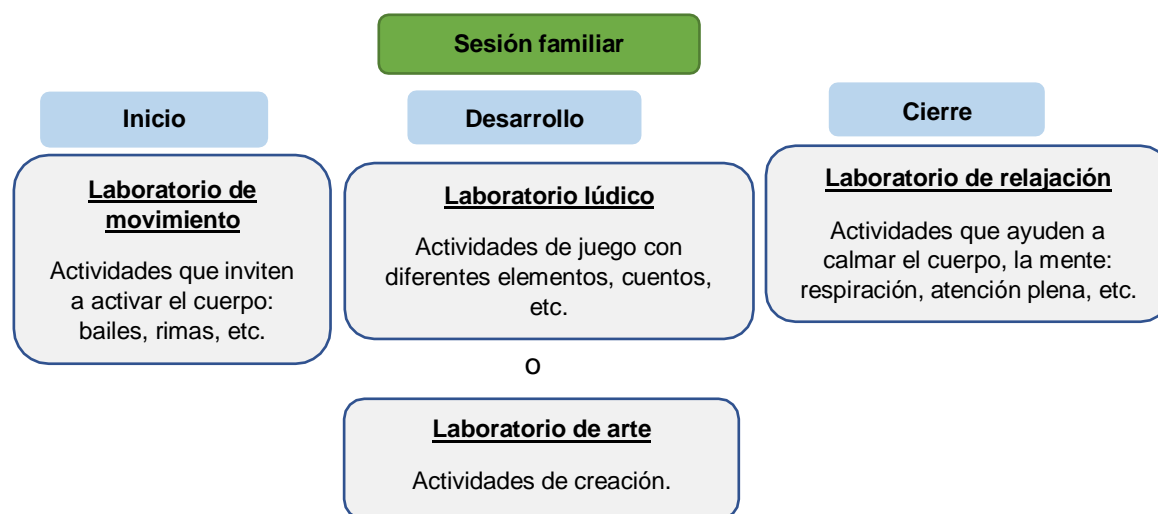 Sesión familiar
Inicio
Laboratorio de
movimiento
Actividades que inviten
a activar el cuerpo:
bailes, rimas, etc.
Desarrollo
Laboratorio lúdico
Actividades de juego con
diferentes elementos, cuentos,
etc.
o
Laboratorio de arte
Actividades de creación.
Cierre
Laboratorio de relajación
Actividades que ayuden a
calmar el cuerpo, la mente:
respiración, atención plena, etc.